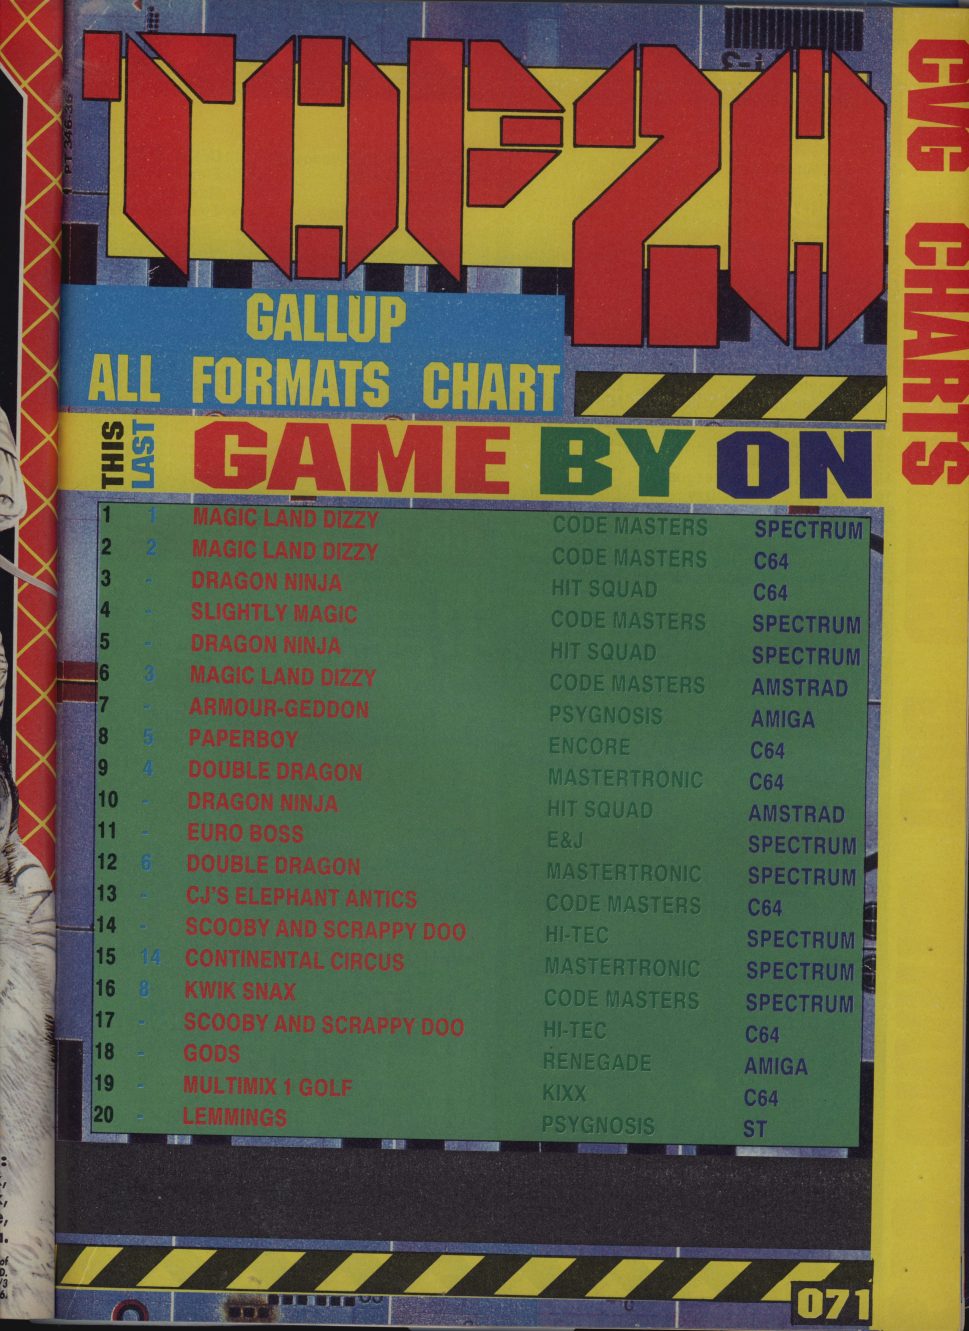 TOP 20
CVG CHARTS
PT 346-36
GALLUP
ALL FORMATS CHART
THIS LAST GAME BY ON
1 1 MAGIC LAND DIZZY CODE MASTERS SPECTRUM
2 2 MAGIC LAND DIZZY CODE MASTERS C64
3 - DRAGON NINJA HIT SQUAD C64
4 - SLIGHTLY MAGIC CODE MASTERS SPECTRUM
5 - DRAGON NINJA HIT SQUAD SPECTRUM
6 3 MAGIC LAND DIZZY CODE MASTERS AMSTRAD
7 - ARMOUR-GEDDON PSYGNOSIS AMIGA
8 5 PAPERBOY ENCORE C64
9 4 DOUBLE DRAGON MASTERTRONIC C64
10 - DRAGON NINJA HIT SQUAD AMSTRAD
11 - EURO BOSS E&J SPECTRUM
12 6 DOUBLE DRAGON MASTERTRONIC SPECTRUM
13 - CJ'S ELEPHANT ANTICS CODE MASTERS C64
14 - SCOOBY AND SCRAPPY DOO HI-TEC SPECTRUM
15 14 CONTINENTAL CIRCUS MASTERTRONIC SPECTRUM
16 8 KWIK SNAX CODE MASTERS SPECTRUM
17 - SCOOBY AND SCRAPPY DOO HI-TEC C64
18 - GODS RENEGADE AMIGA
19 - MULTIMIX 1 GOLF KIXX C64
20 - LEMMINGS PSYGNOSIS ST
071